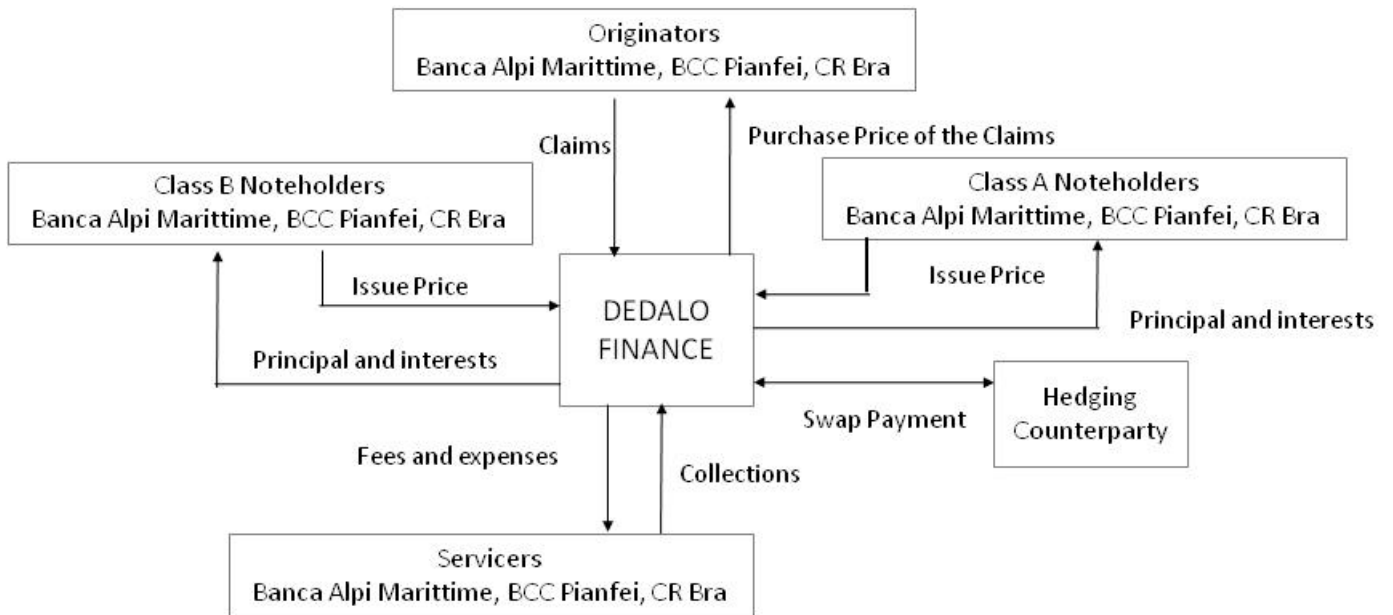 Originators
Banca Alpi Marittime, BCC Pianfei, CR Bra
Claims
Purchase Price of the Claims
Class B Noteholders
Banca Alpi Marittime, BCC Pianfei, CR Bra
Class A Noteholders
Banca Alpi Marittime, BCC Pianfei, CR Bra
Issue Price
Issue Price
DEDALO
FINANCE
Principal and interests
Principal and interests
Swap Payment
Hedging
Counterparty
Fees and expenses
Collections
Servicers
Banca Alpi Marittime, BCC Pianfei, CR Bra